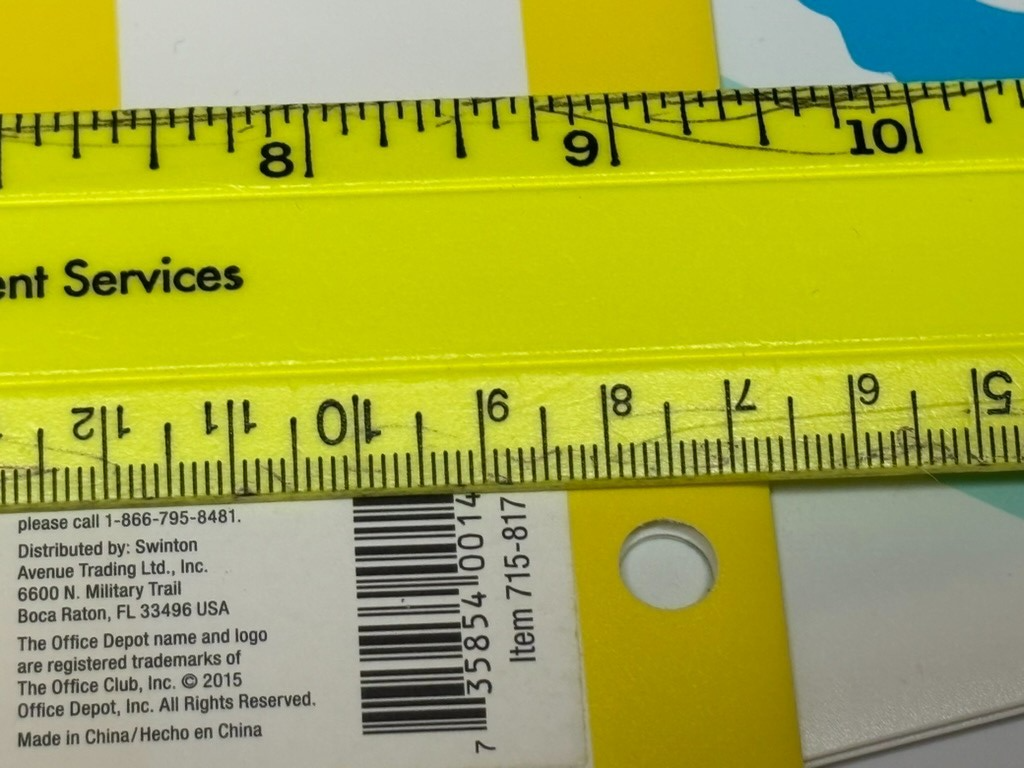 8 9 10
ent Services
12 11 10 9 8 7 6 5
please call 1-866-795-8481.
Distributed by: Swinton
Avenue Trading Ltd., Inc.
6600 N. Military Trail
Boca Raton, FL 33496 USA
The Office Depot name and logo
are registered trademarks of
The Office Club, Inc. © 2015
Office Depot, Inc. All Rights Reserved.
Made in China/Hecho en China
7 35854 0014
Item 715-817